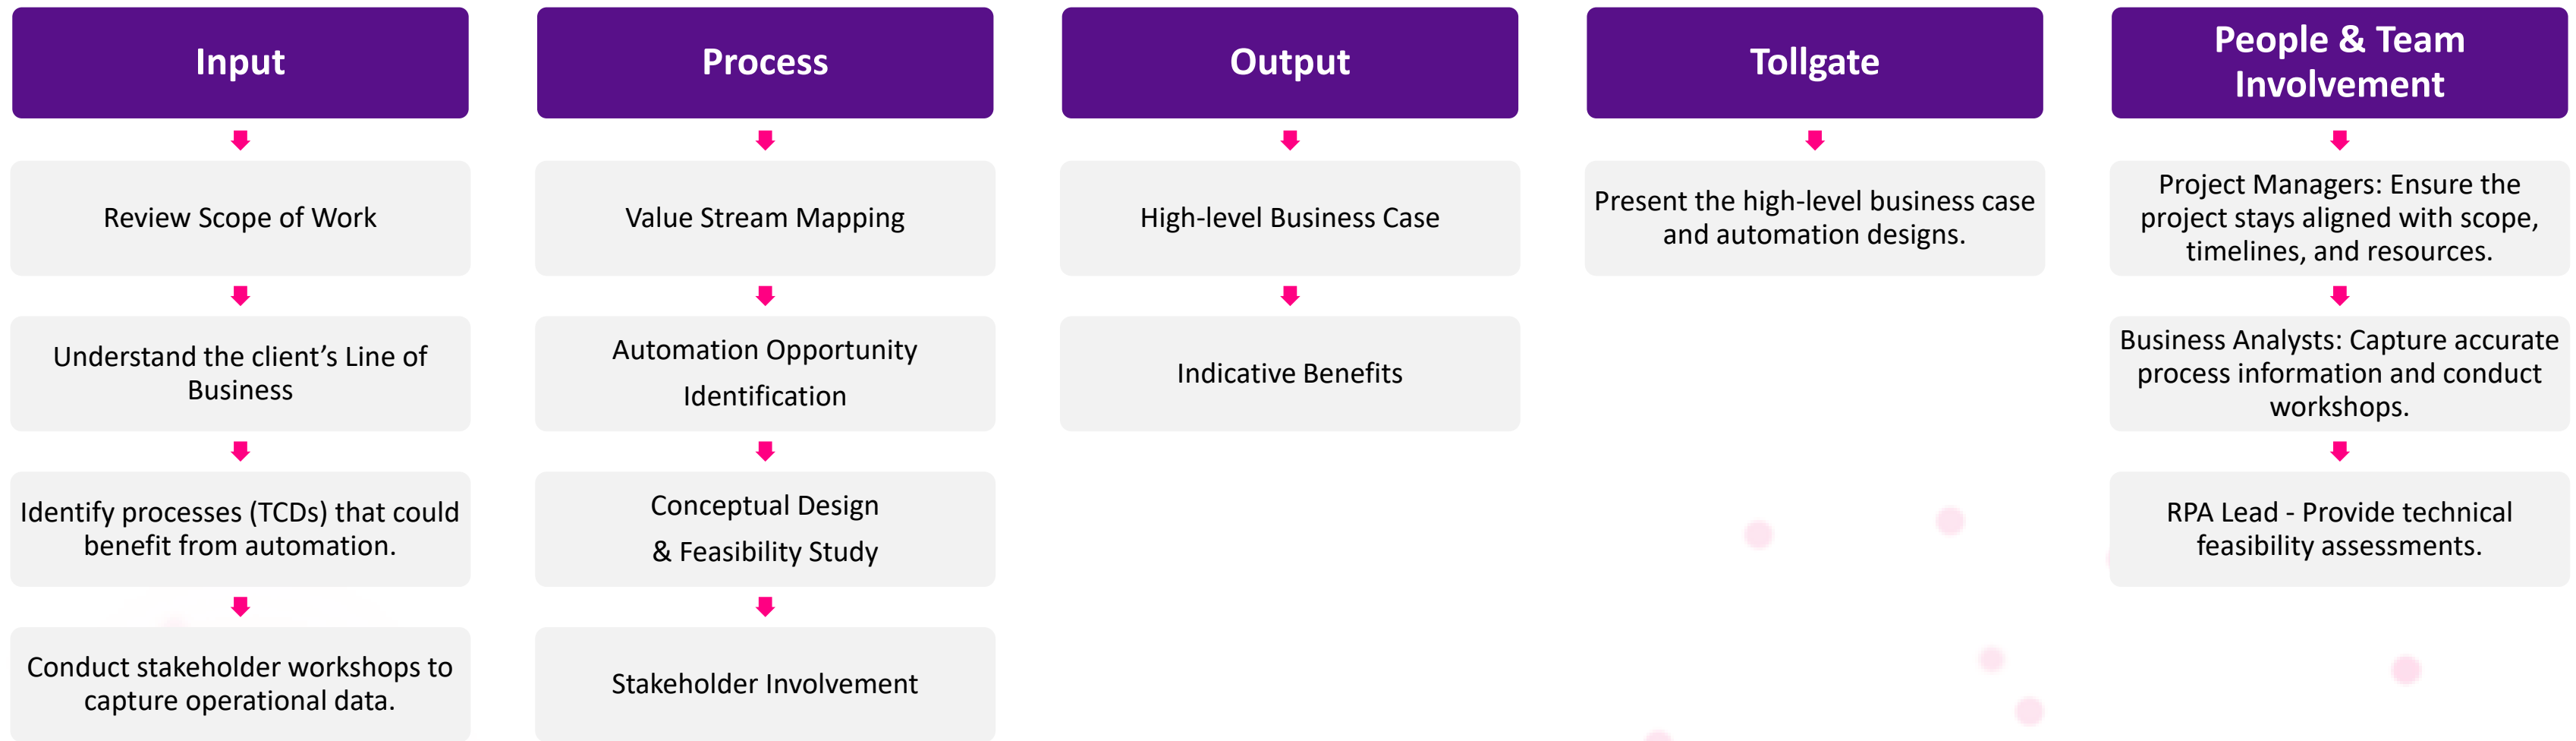 Input
Review Scope of Work
Understand the client’s Line of
Business
Identify processes (TCDs) that could
benefit from automation.
Conduct stakeholder workshops to
capture operational data.
Process
Value Stream Mapping
Automation Opportunity
Identification
Conceptual Design
& Feasibility Study
Stakeholder Involvement
Output
High-level Business Case
Indicative Benefits
Tollgate
Present the high-level business case
and automation designs.
People & Team
Involvement
Project Managers: Ensure the
project stays aligned with scope,
timelines, and resources.
Business Analysts: Capture accurate
process information and conduct
workshops.
RPA Lead - Provide technical
feasibility assessments.